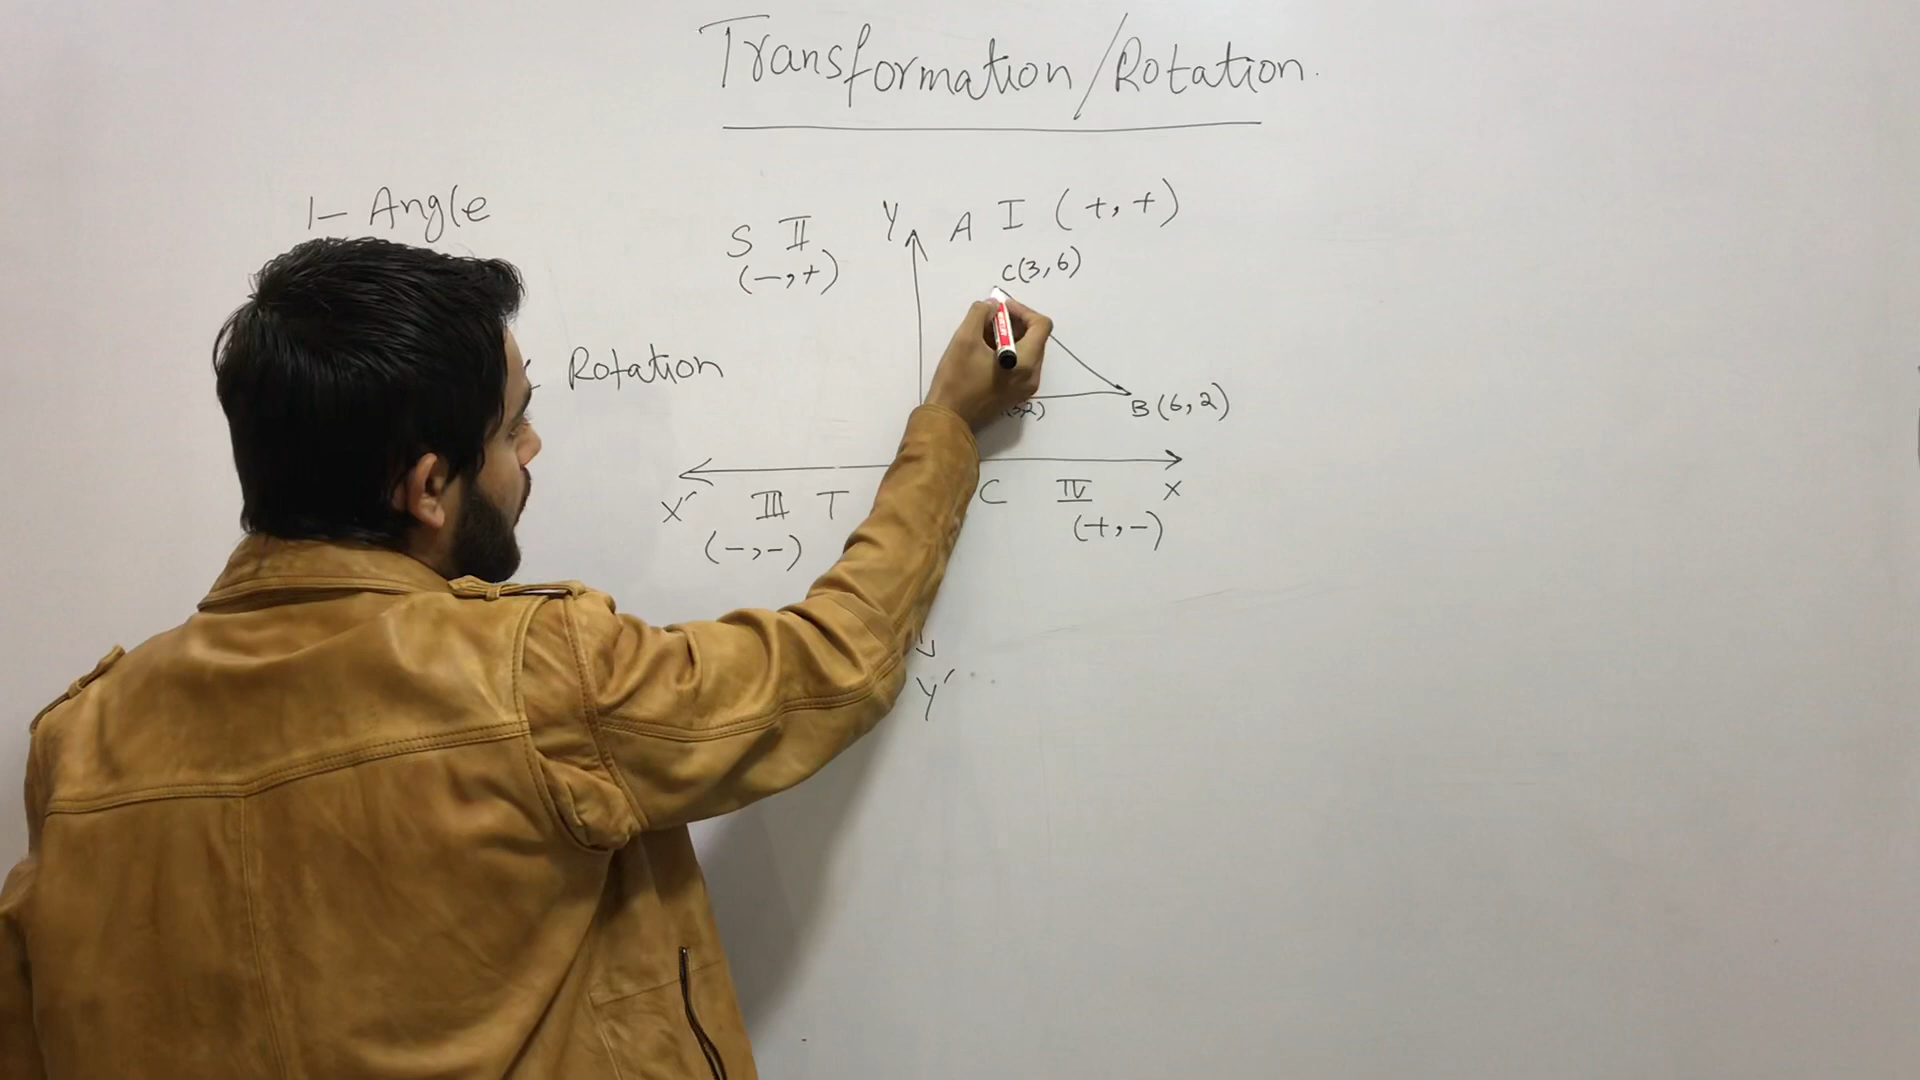 Transformation/Rotation.
1- Angle
Rotation
S II
(-,+)
Y
A I (+,+)
C(3,6)
B(6,2)
X'
III T
(-,-)
C IV
(+,-)
X
Y'